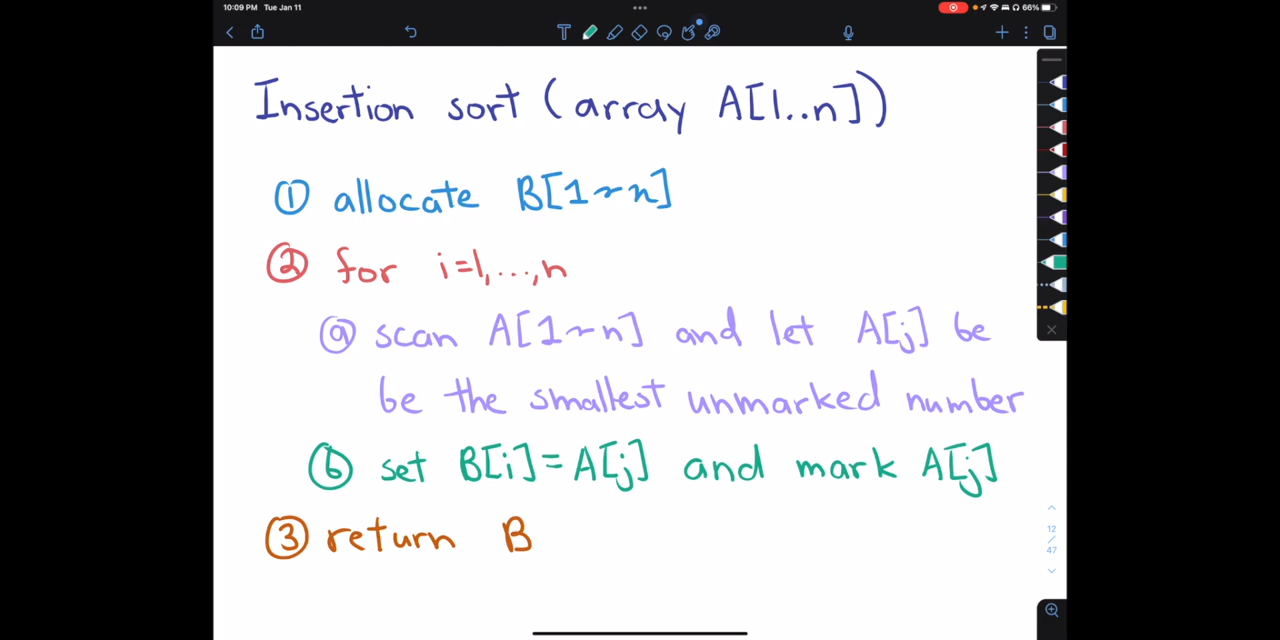 10:09 PM Tue Jan 11
66%
Insertion sort (array A[1..n])
① allocate B[1~n]
② for i=1,...,n
ⓐ scan A[1~n] and let A[j] be
be the smallest unmarked number
ⓑ set B[i]=A[j] and mark A[j]
③ return B
12
/
47